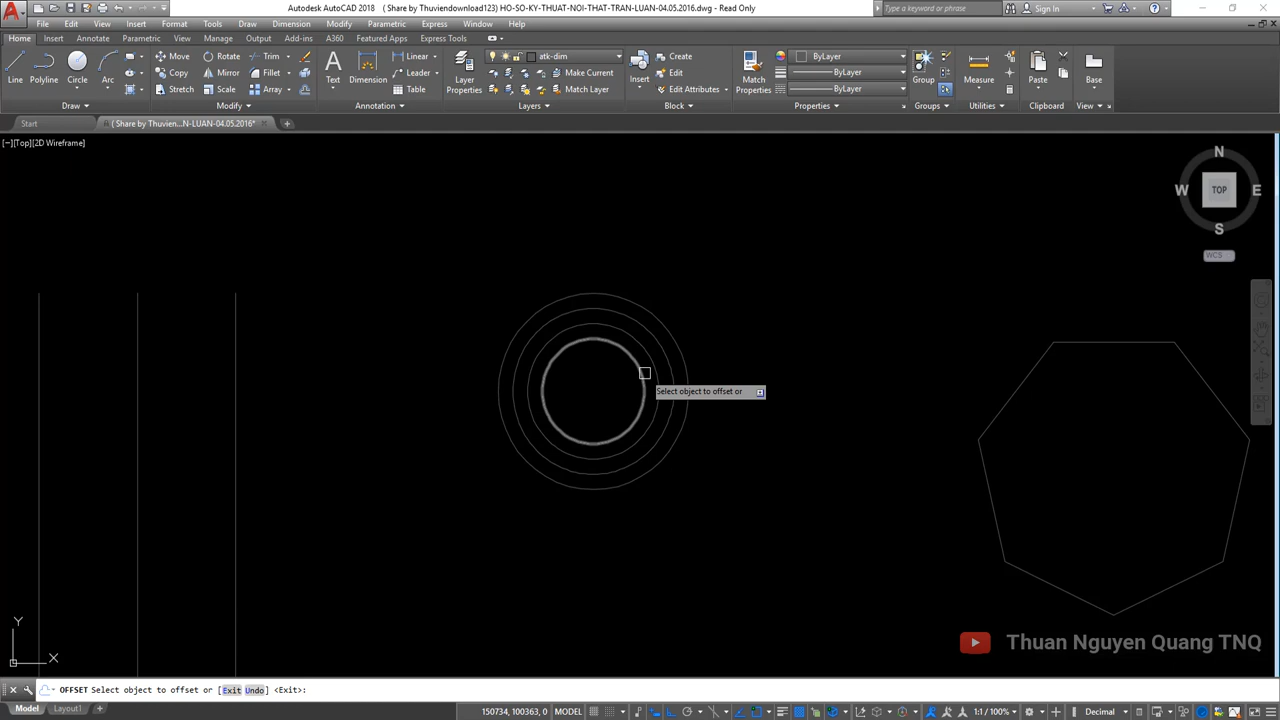 Autodesk AutoCAD 2018 ( Share by Thuviendownload123) HO-SO-KY-THUAT-NOI-THAT-TRAN-LUAN-04.05.2016.dwg - Read Only
Type a keyword or phrase
Sign In
File Edit View Insert Format Tools Draw Dimension Modify Parametric Express Window Help
Home Insert Annotate Parametric View Manage Output Add-ins A360 Featured Apps Express Tools
Line Polyline Circle Arc
Move Rotate Trim
Copy Mirror Fillet
Stretch Scale Array
Text Dimension
Linear
Leader
Table
Layer Properties
atk-dim
Make Current
Match Layer
Insert
Create
Edit
Edit Attributes
Match Properties
ByLayer
ByLayer
ByLayer
Group Measure Paste Base
Draw Modify Annotation Layers Block Properties Groups Utilities Clipboard View
Start ( Share by Thuvien...N-LUAN-04.05.2016*
[−][Top][2D Wireframe]
N
W TOP E
S
WCS
Select object to offset or
Y
X
Thuan Nguyen Quang TNQ
OFFSET Select object to offset or [Exit Undo] <Exit>:
Model Layout1
150734, 100363, 0 MODEL 1:1 / 100% Decimal